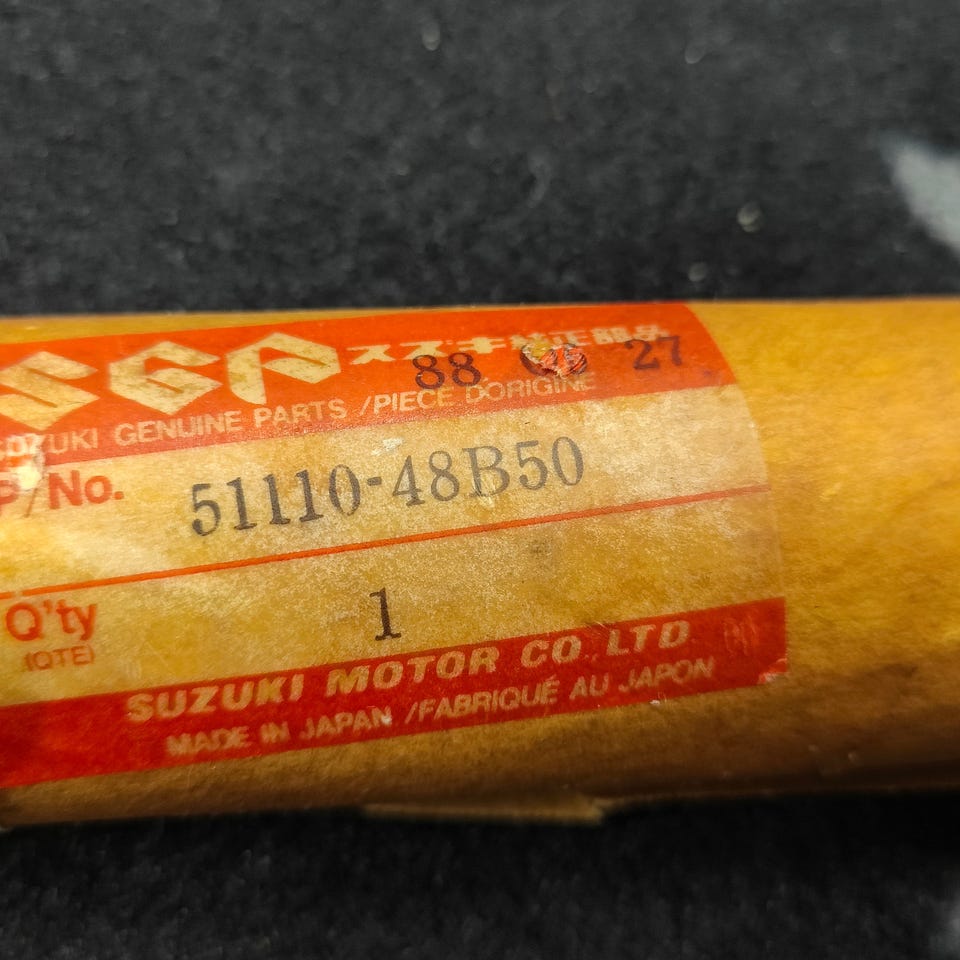 SGP スズキ純正部品
88 06 27
SUZUKI GENUINE PARTS /PIECE D'ORIGINE
P/No. 51110-48B50
Q'ty 1
(QTE)
SUZUKI MOTOR CO.,LTD.
MADE IN JAPAN /FABRIQUÉ AU JAPON